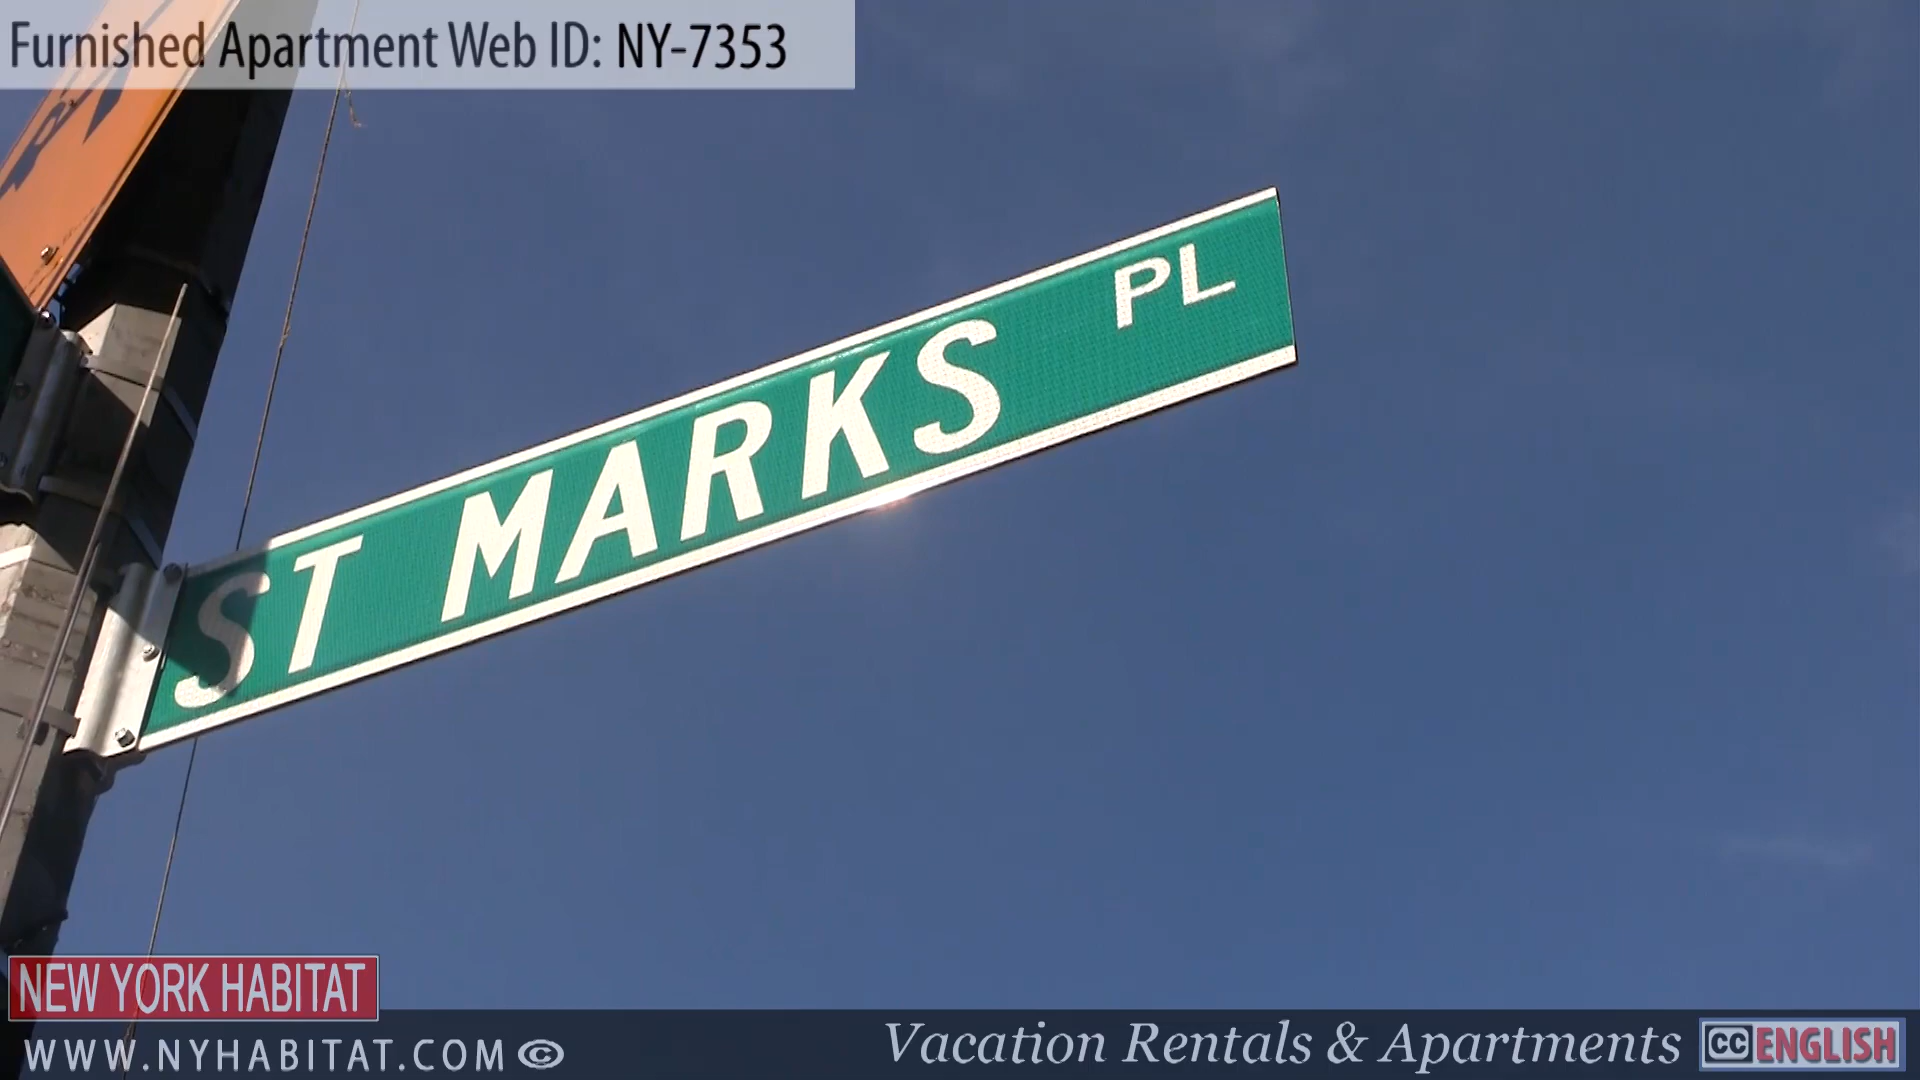 Furnished Apartment Web ID: NY-7353
ST MARKS PL
NEW YORK HABITAT
WWW.NYHABITAT.COM ©
Vacation Rentals & Apartments
CC ENGLISH